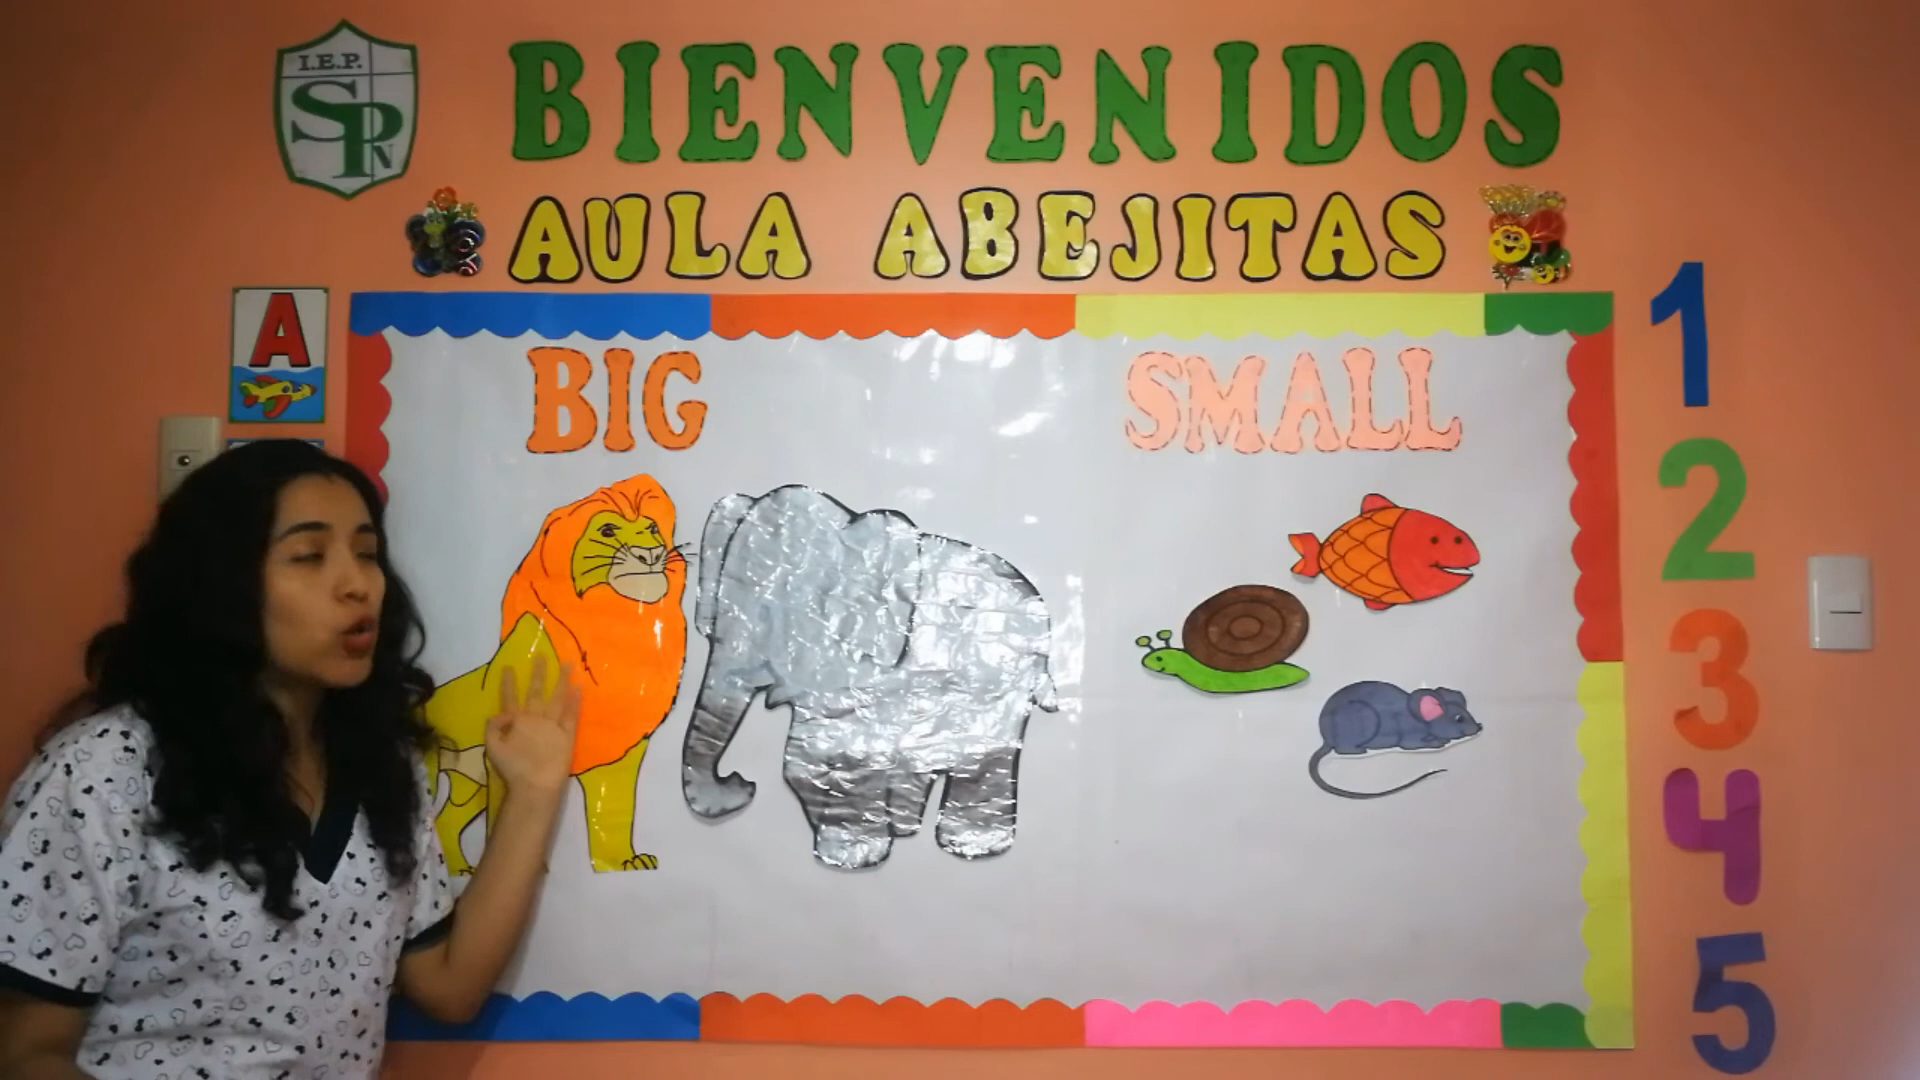 I.E.P.
SPN
BIENVENIDOS
AULA ABEJITAS
A
BIG
SMALL
1
2
3
4
5